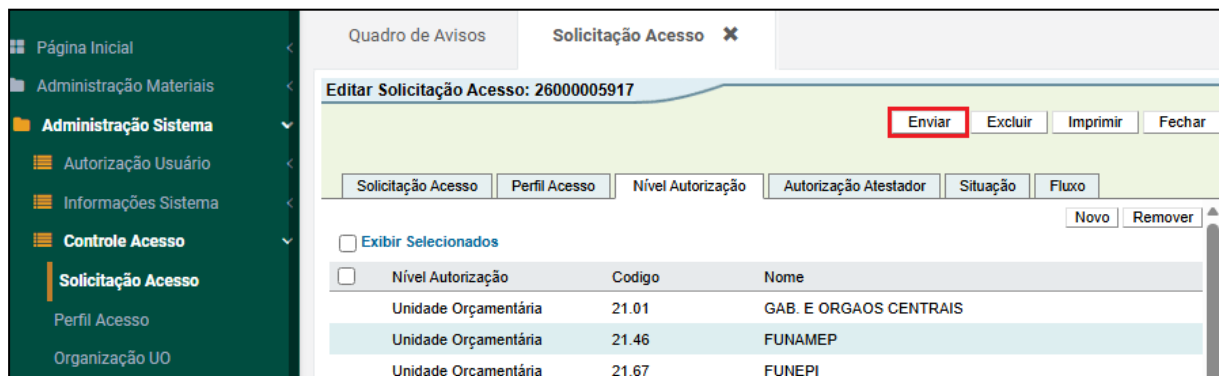 Página Inicial
Administração Materiais
Administração Sistema
Autorização Usuário
Informações Sistema
Controle Acesso
Solicitação Acesso
Perfil Acesso
Organização UO
Quadro de Avisos Solicitação Acesso ✖
Editar Solicitação Acesso: 26000005917
Enviar Excluir Imprimir Fechar
Solicitação Acesso Perfil Acesso Nível Autorização Autorização Atestador Situação Fluxo
Novo Remover
Exibir Selecionados
Nível Autorização Codigo Nome
Unidade Orçamentária 21.01 GAB. E ORGAOS CENTRAIS
Unidade Orçamentária 21.46 FUNAMEP
Unidade Orçamentária 21.67 FUNEPI